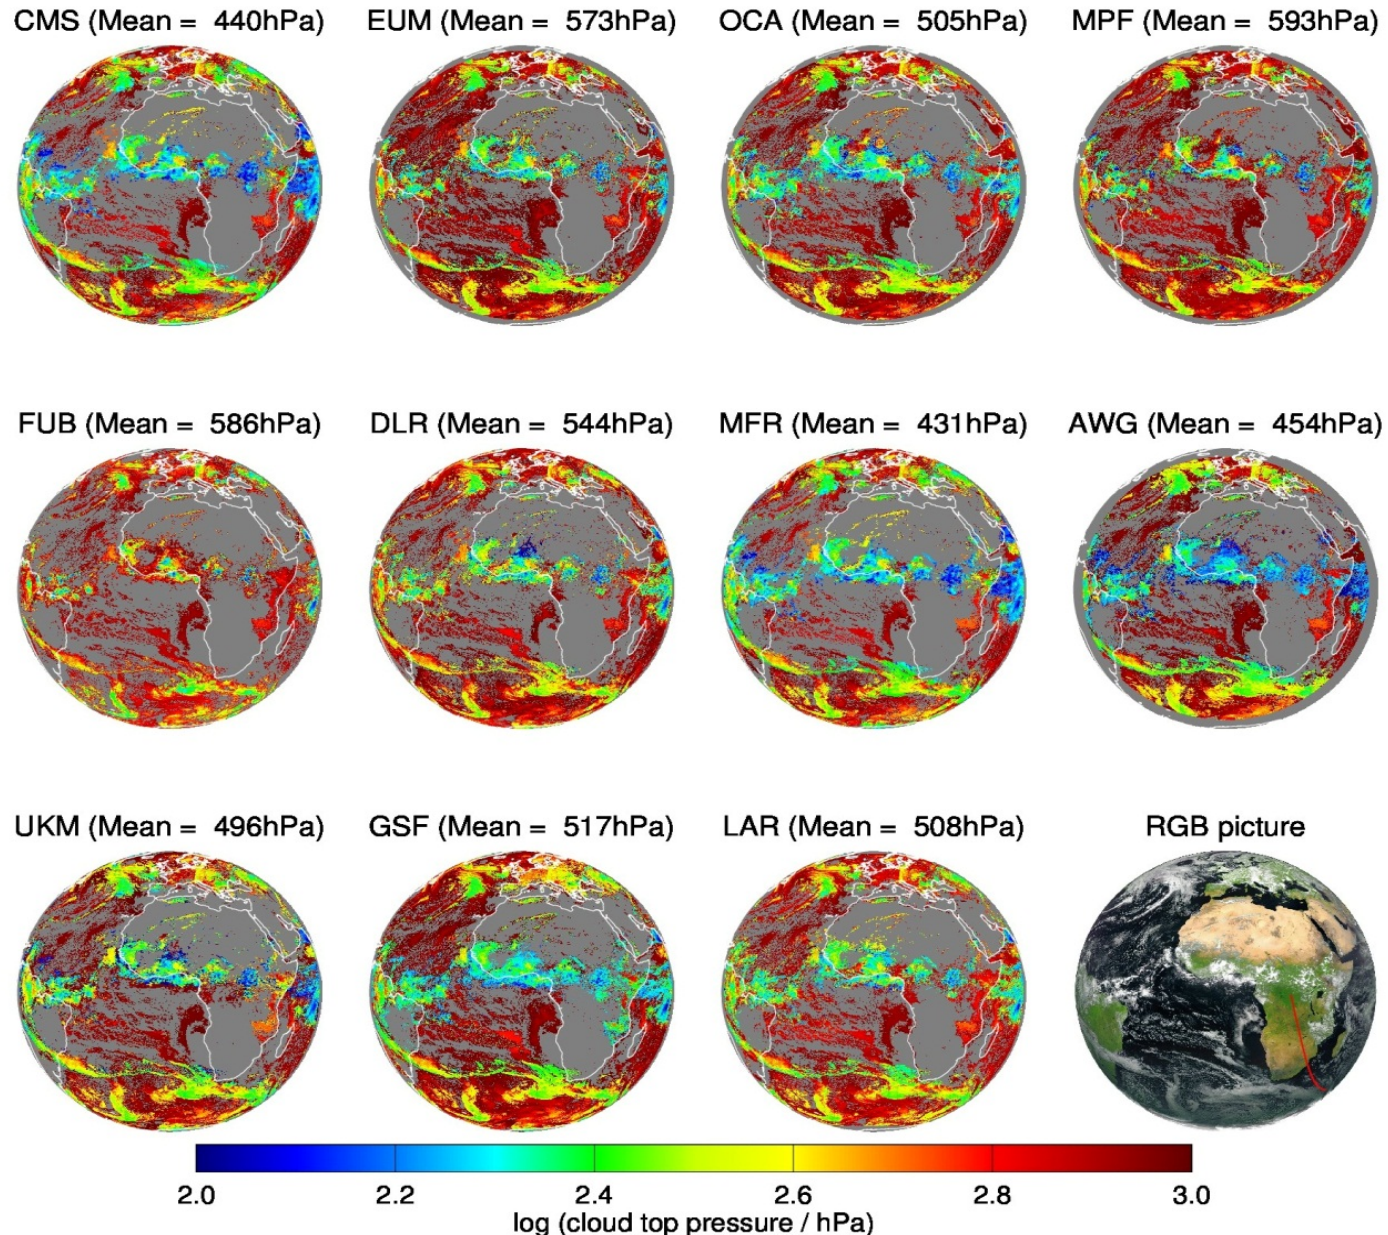 CMS (Mean = 440hPa)
EUM (Mean = 573hPa)
OCA (Mean = 505hPa)
MPF (Mean = 593hPa)
FUB (Mean = 586hPa)
DLR (Mean = 544hPa)
MFR (Mean = 431hPa)
AWG (Mean = 454hPa)
UKM (Mean = 496hPa)
GSF (Mean = 517hPa)
LAR (Mean = 508hPa)
RGB picture
2.0 2.2 2.4 2.6 2.8 3.0
log (cloud top pressure / hPa)